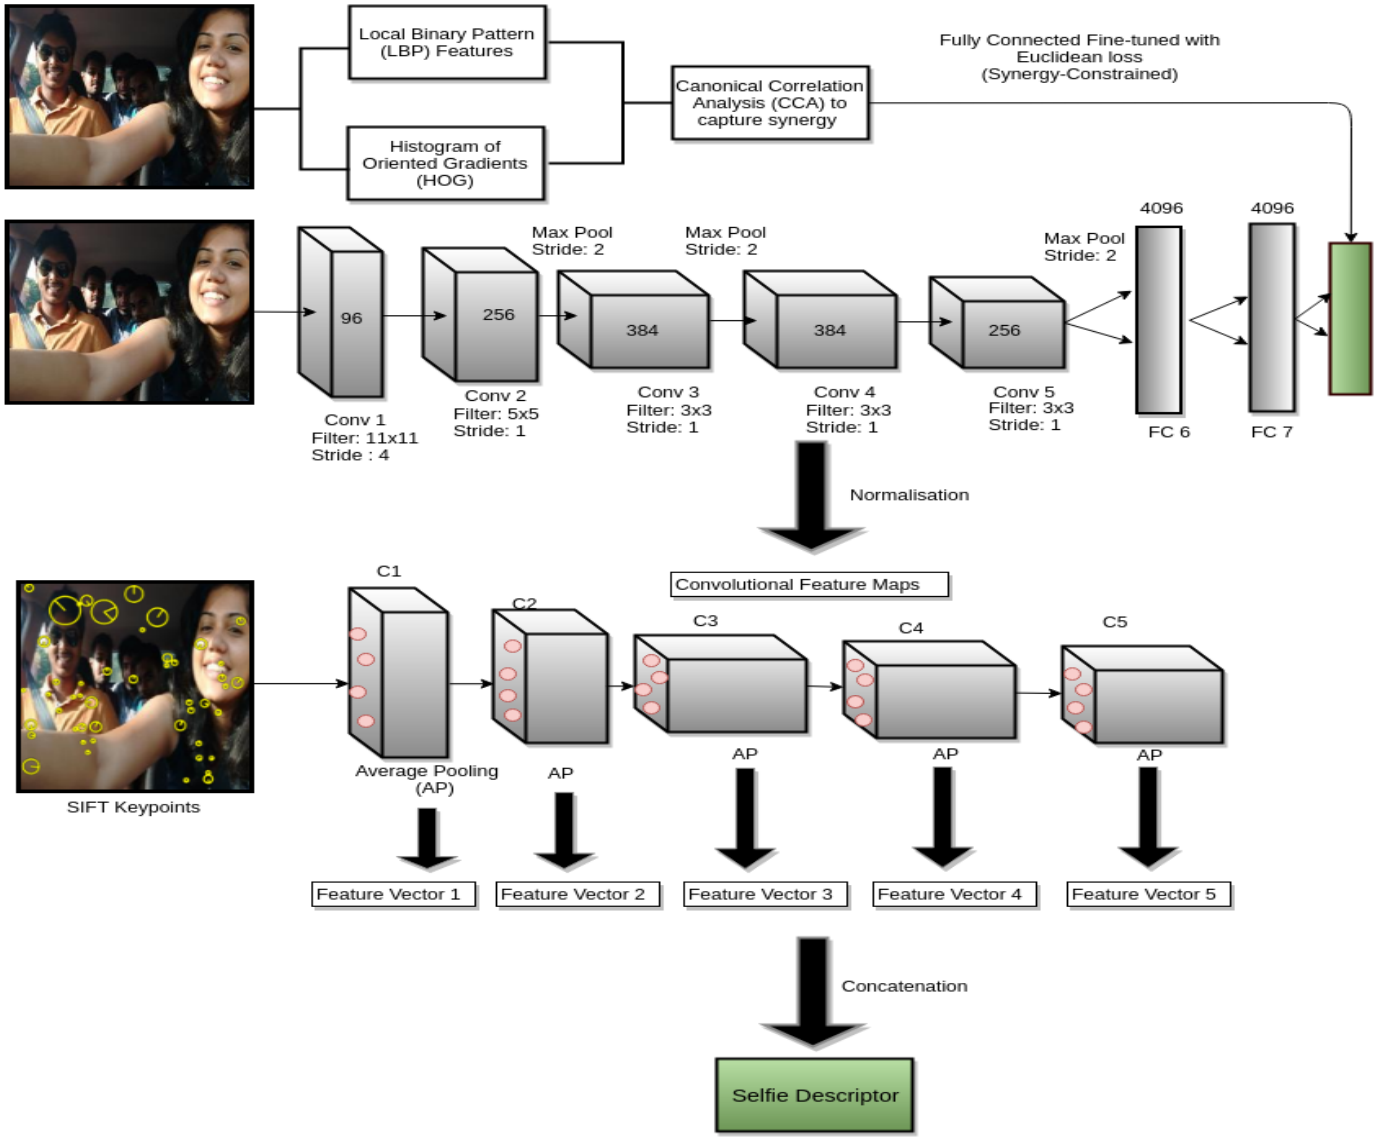 Local Binary Pattern
(LBP) Features
Histogram of
Oriented Gradients
(HOG)
Canonical Correlation
Analysis (CCA) to
capture synergy
Fully Connected Fine-tuned with
Euclidean loss
(Synergy-Constrained)
96
Conv 1
Filter: 11x11
Stride : 4
256
Conv 2
Filter: 5x5
Stride: 1
Max Pool
Stride: 2
384
Conv 3
Filter: 3x3
Stride: 1
Max Pool
Stride: 2
384
Conv 4
Filter: 3x3
Stride: 1
256
Conv 5
Filter: 3x3
Stride: 1
Max Pool
Stride: 2
4096
FC 6
4096
FC 7
Normalisation
Convolutional Feature Maps
SIFT Keypoints
C1
C2
C3
C4
C5
Average Pooling
(AP)
AP
AP
AP
AP
Feature Vector 1
Feature Vector 2
Feature Vector 3
Feature Vector 4
Feature Vector 5
Concatenation
Selfie Descriptor